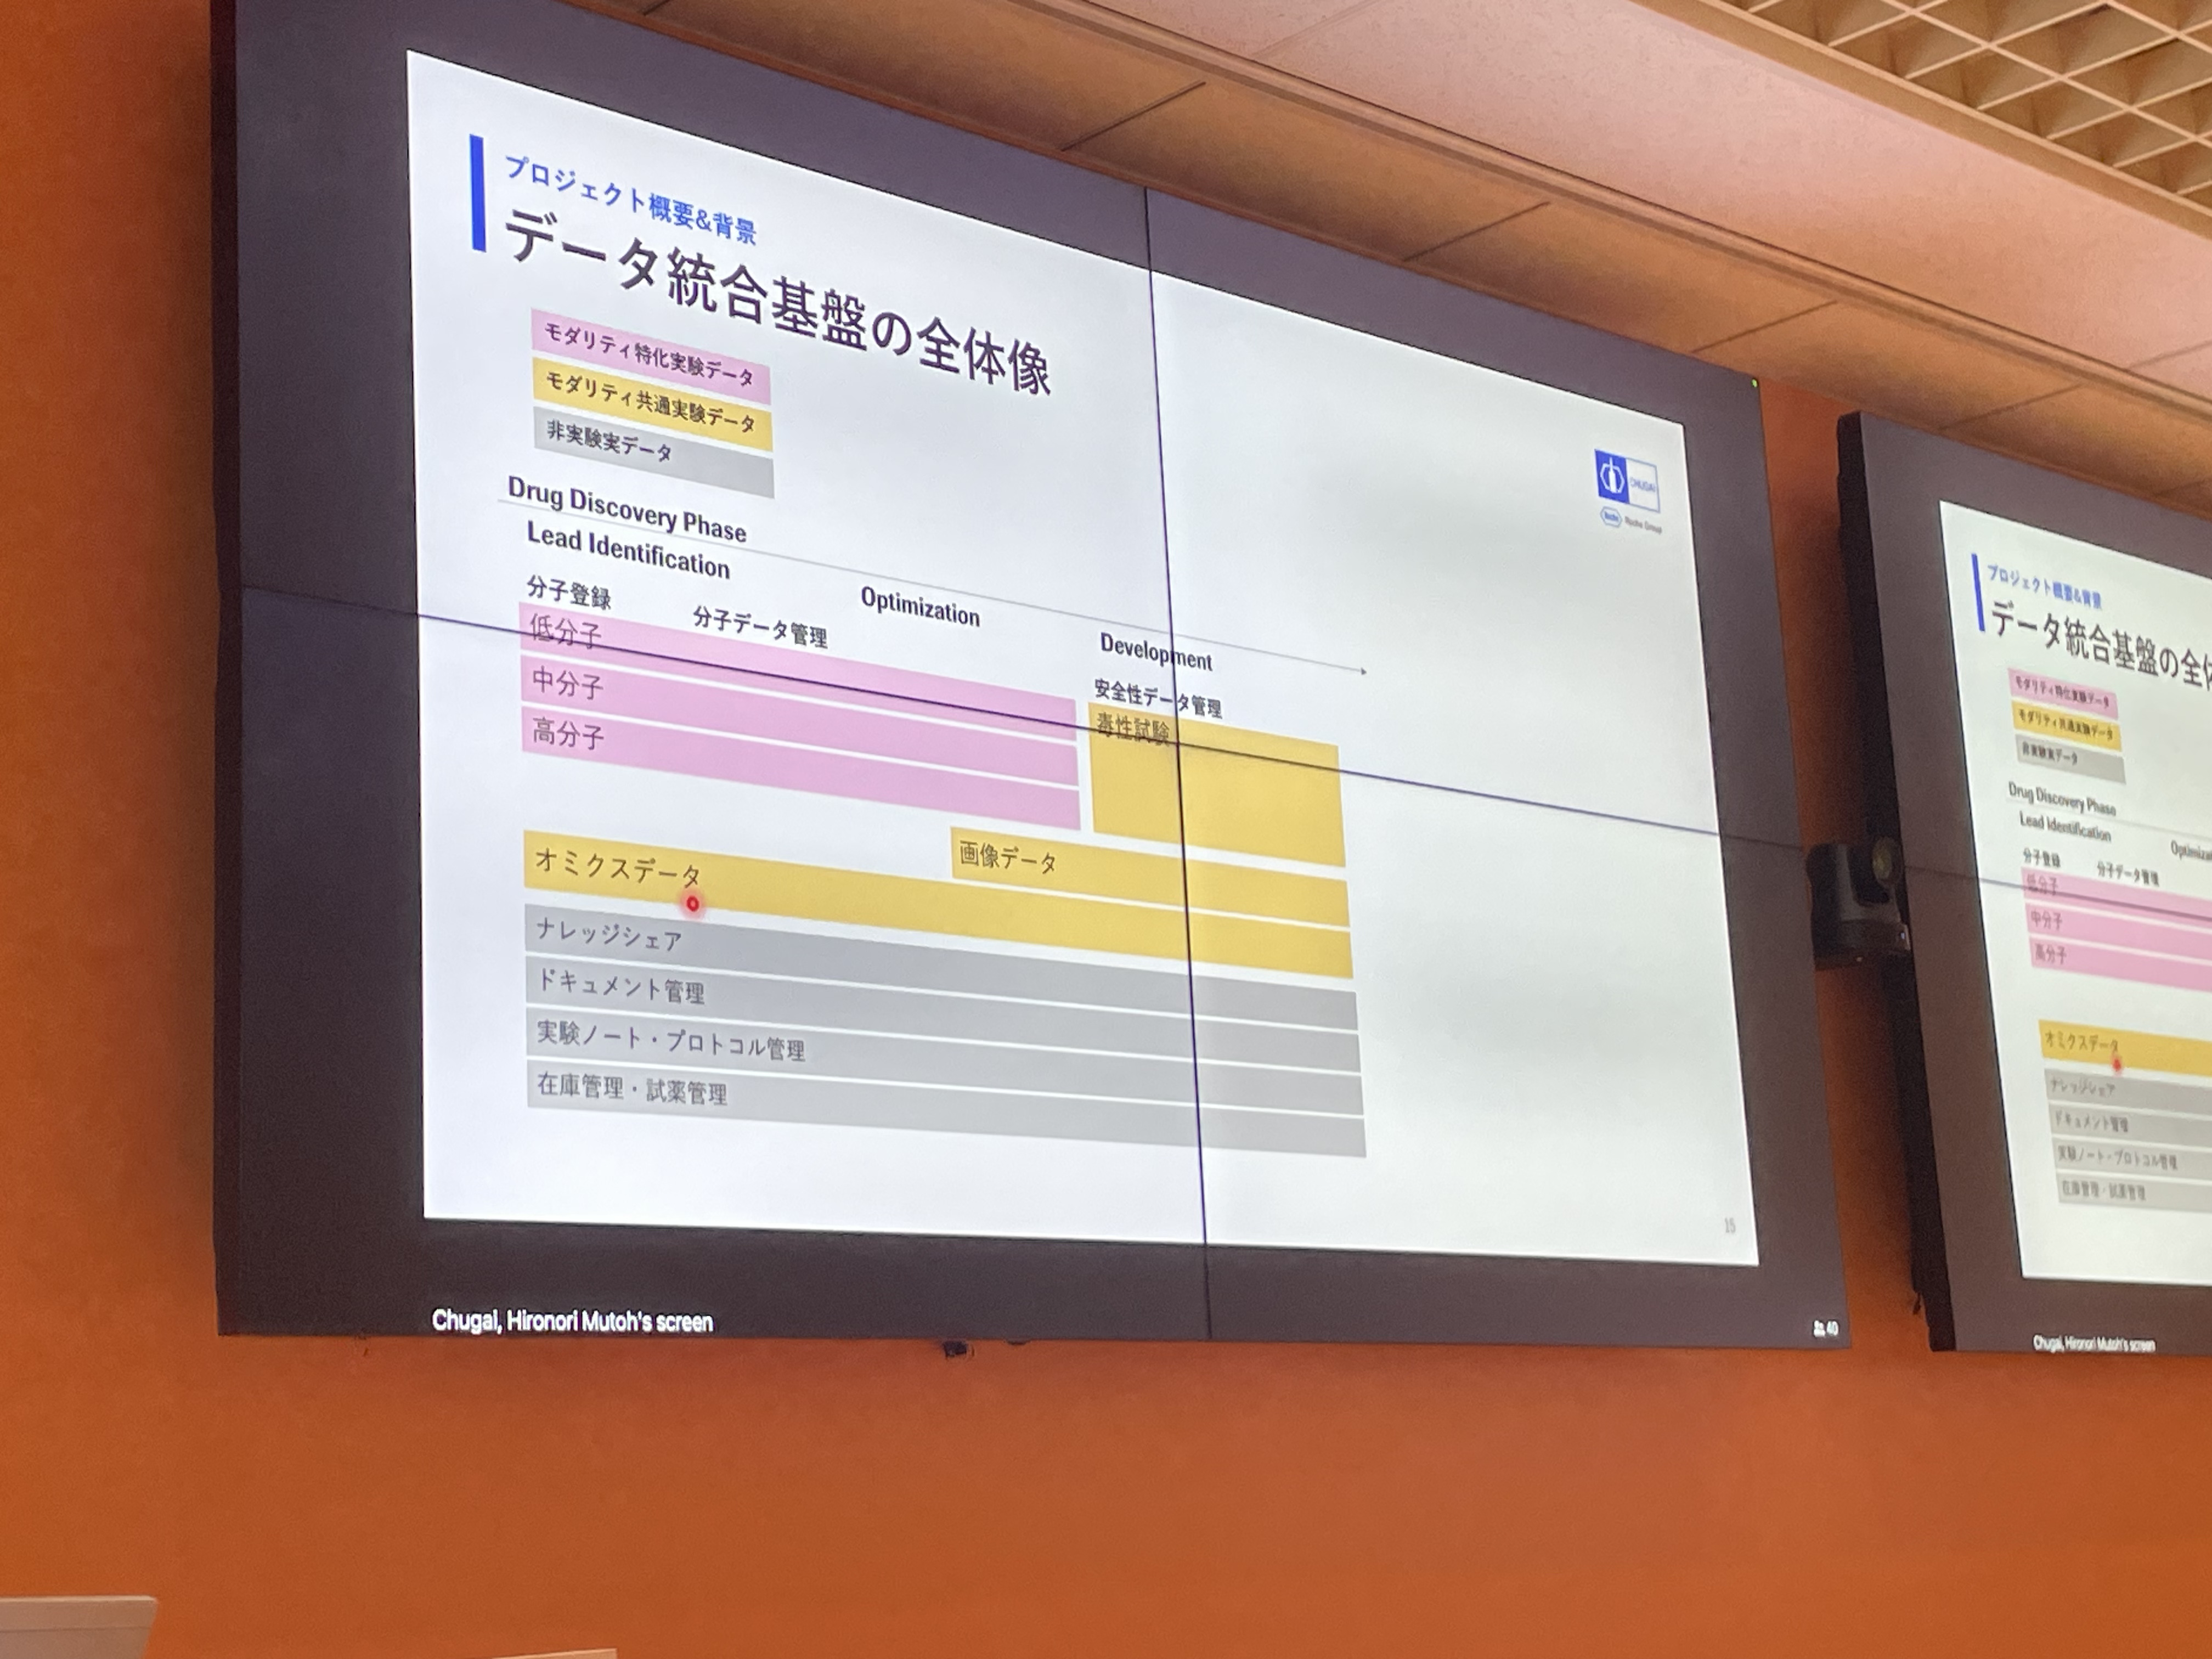 プロジェクト概要&背景
データ統合基盤の全体像
モダリティ特化実験データ
モダリティ共通実験データ
非実験実データ
CHUGAI
Roche Roche Group
Drug Discovery Phase
Lead Identification
Optimization
Development
分子登録
分子データ管理
安全性データ管理
低分子
中分子
高分子
毒性試験
画像データ
オミクスデータ
ナレッジシェア
ドキュメント管理
実験ノート・プロトコル管理
在庫管理・試薬管理
15
Chugai, Hironori Mutoh's screen
40
プロジェクト概要&背景
データ統合基盤の全体
モダリティ特化実験データ
モダリティ共通実験データ
非実験実データ
Drug Discovery Phase
Lead Identification
Optimizat
分子登録
分子データ管理
低分子
中分子
高分子
オミクスデータ
ナレッジシェア
ドキュメント管理
実験ノート・プロトコル管理
在庫管理・試薬管理
Chugai, Hironori Mutoh's screen